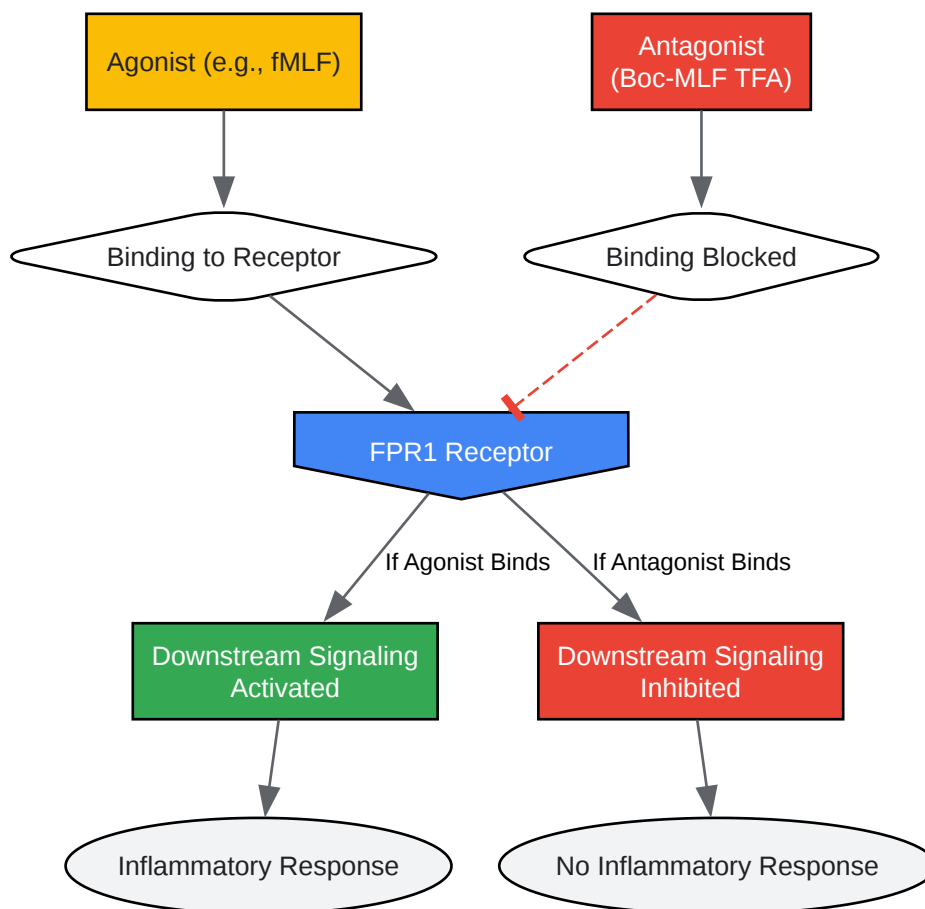 Agonist (e.g., fMLF)
Antagonist
(Boc-MLF TFA)
Binding to Receptor
Binding Blocked
FPR1 Receptor
If Agonist Binds
If Antagonist Binds
Downstream Signaling
Activated
Downstream Signaling
Inhibited
Inflammatory Response
No Inflammatory Response